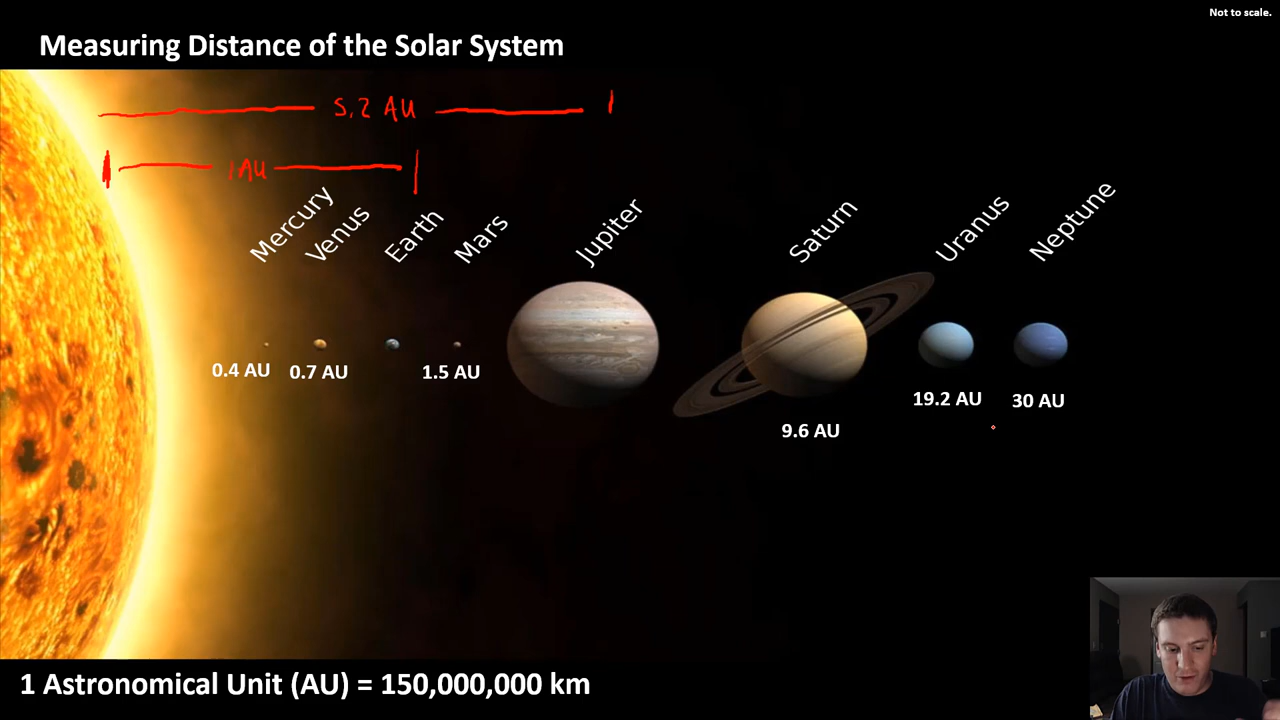 Not to scale.
Measuring Distance of the Solar System
5.2 AU
1 AU
Mercury
Venus
Earth
Mars
Jupiter
Saturn
Uranus
Neptune
0.4 AU
0.7 AU
1.5 AU
9.6 AU
19.2 AU
30 AU
1 Astronomical Unit (AU) = 150,000,000 km